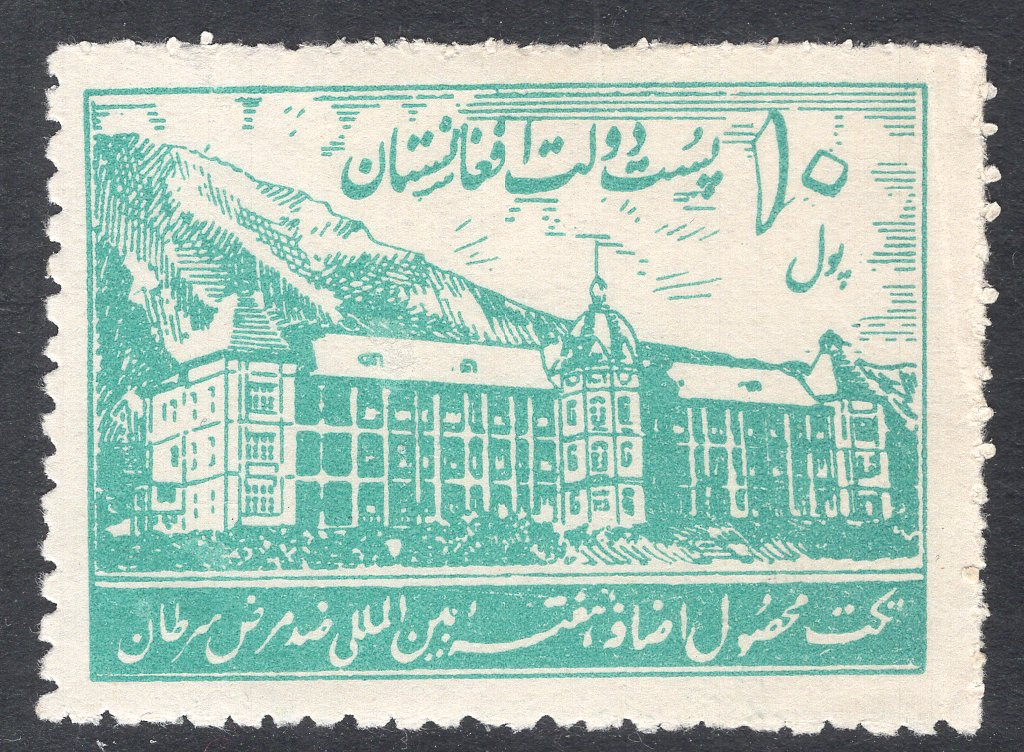 پست دولت افغانستان
۱۰
پول
تکت محصول اضافه هفته بین المللی ضد مرض سرطان